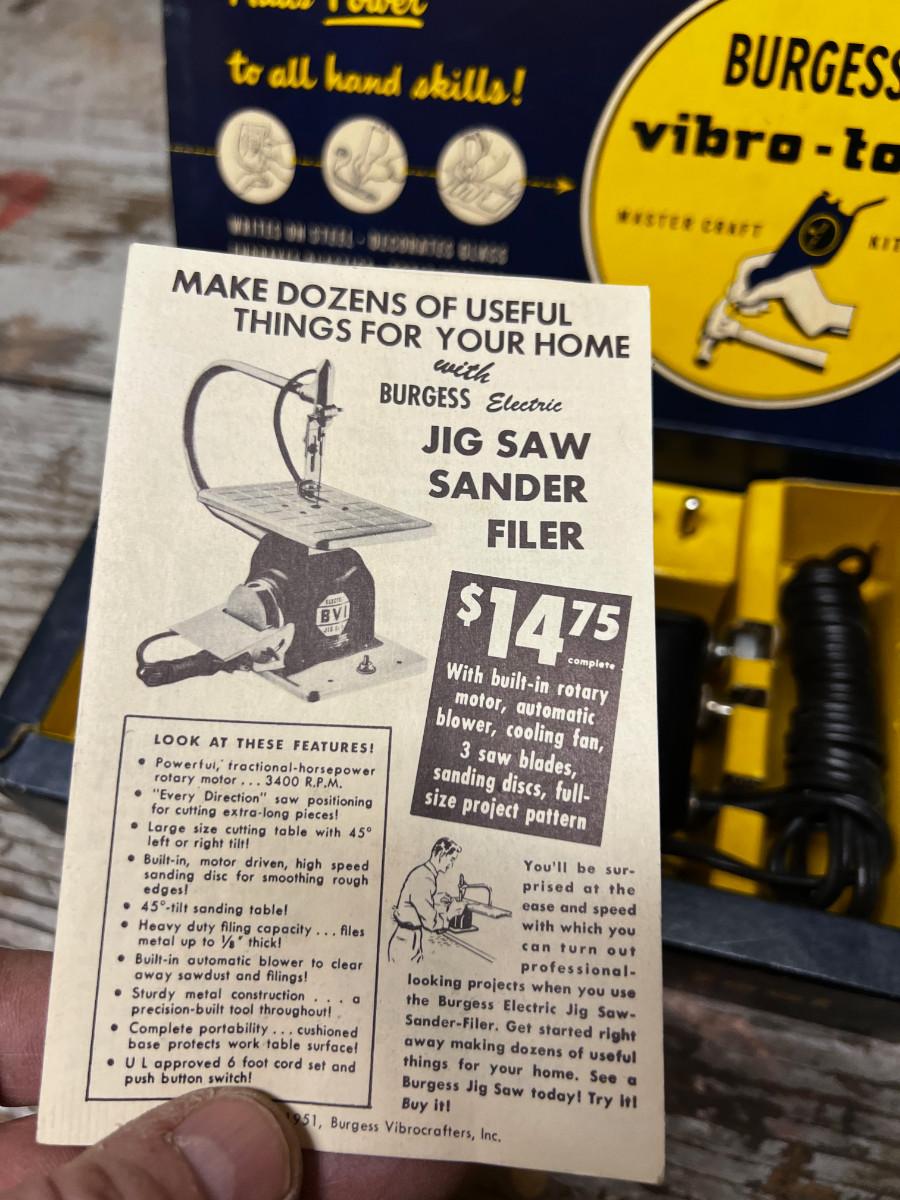 Power
to all hand skills!
BURGESS
vibro-to
MASTER CRAFT KIT
WRITES ON STEEL · DECORATES GLASS
MAKE DOZENS OF USEFUL
THINGS FOR YOUR HOME
with
BURGESS Electric
JIG SAW
SANDER
FILER
BVI
$14 75
complete
With built-in rotary
motor, automatic
blower, cooling fan,
3 saw blades,
sanding discs, full-
size project pattern
LOOK AT THESE FEATURES!
• Powerful, fractional-horsepower
rotary motor . . . 3400 R.P.M.
• "Every Direction" saw positioning
for cutting extra-long pieces!
• Large size cutting table with 45°
left or right tilt!
• Built-in, motor driven, high speed
sanding disc for smoothing rough
edges!
• 45°-tilt sanding table!
• Heavy duty filing capacity . . . files
metal up to ⅛" thick!
• Built-in automatic blower to clear
away sawdust and filings!
• Sturdy metal construction . . . a
precision-built tool throughout!
• Complete portability . . . cushioned
base protects work table surface!
• U L approved 6 foot cord set and
push button switch!
You'll be sur-
prised at the
ease and speed
with which you
can turn out
professional-
looking projects when you use
the Burgess Electric Jig Saw-
Sander-Filer. Get started right
away making dozens of useful
things for your home. See a
Burgess Jig Saw today! Try it!
Buy it!
1951, Burgess Vibrocrafters, Inc.